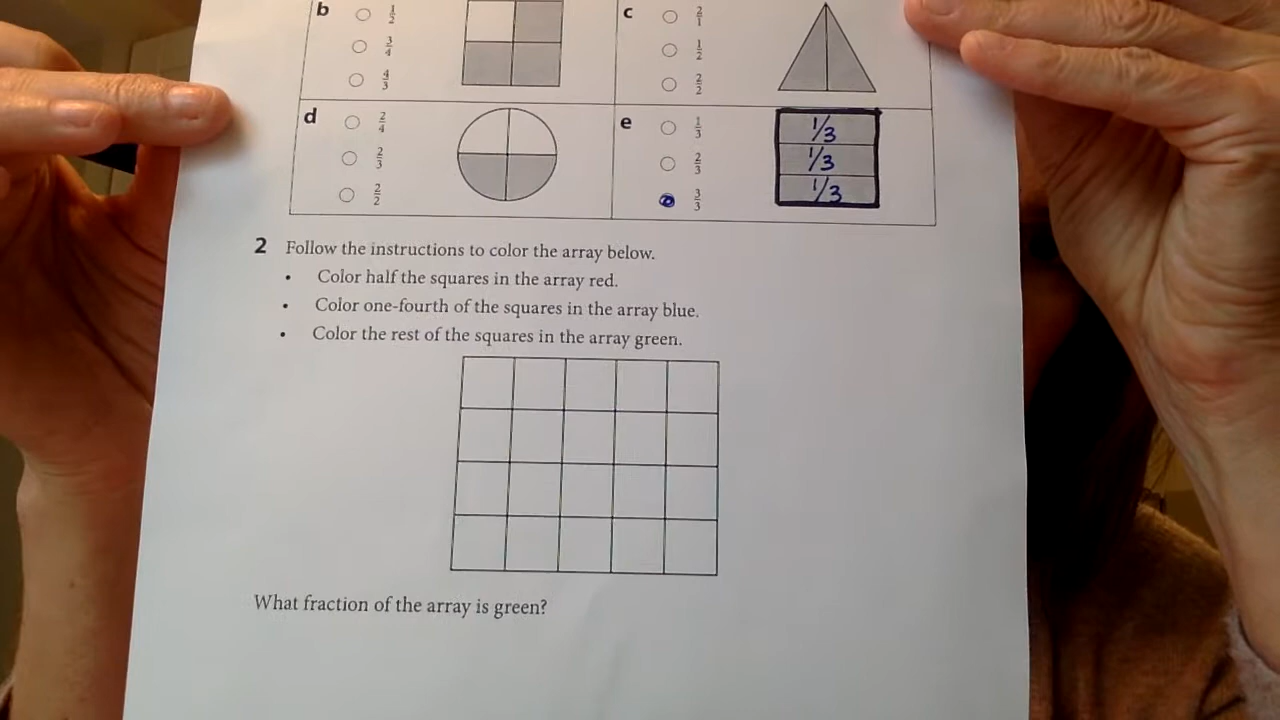 b 1/2
3/4
4/3
c 2/1
1/2
2/2
d 2/4
2/3
2/2
e 1/3
2/3
3/3
1/3
1/3
1/3
2 Follow the instructions to color the array below.
• Color half the squares in the array red.
• Color one-fourth of the squares in the array blue.
• Color the rest of the squares in the array green.
What fraction of the array is green?